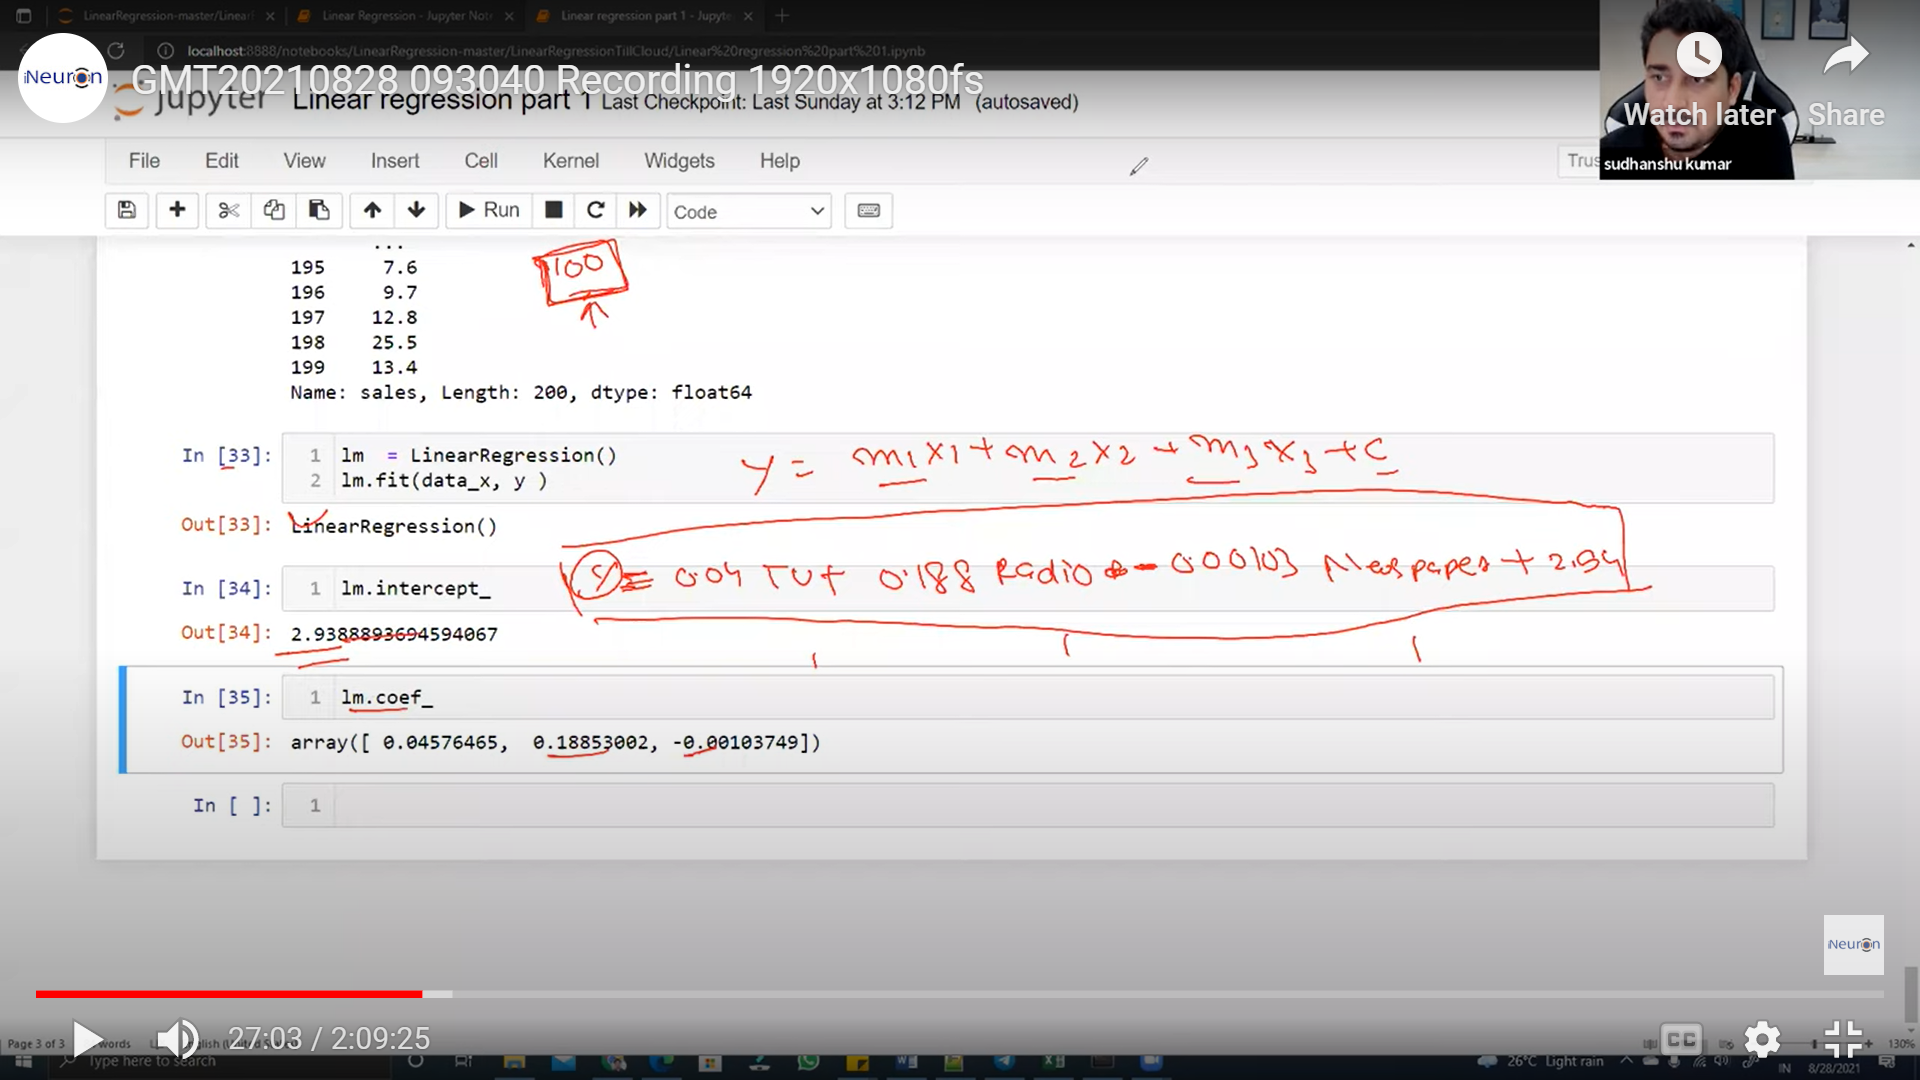 LinearRegression-master/Linear
Linear Regression - Jupyter Note
Linear regression part 1 - Jupyte
localhost:8888/notebooks/LinearRegression-master/LinearRegressionTillCloud/Linear%20regression%20part%201.ipynb
iNeuron
GMT20210828 093040 Recording 1920x1080fs
Watch later
Share
sudhanshu kumar
jupyter Linear regression part 1 Last Checkpoint: Last Sunday at 3:12 PM (autosaved)
File Edit View Insert Cell Kernel Widgets Help Trus
Run Code
...
195 7.6
196 9.7
197 12.8
198 25.5
199 13.4
100
Name: sales, Length: 200, dtype: float64
In [33]: 1 lm = LinearRegression()
2 lm.fit(data_x, y )
y = m1x1 + m2x2 + m3x3 + c
Out[33]: LinearRegression()
y = 0.04 TV + 0.188 Radio - 0.00103 Newspaper + 2.94
In [34]: 1 lm.intercept_
Out[34]: 2.9388893694594067
In [35]: 1 lm.coef_
Out[35]: array([ 0.04576465, 0.18853002, -0.00103749])
In [ ]: 1
iNeuron
27:03 / 2:09:25
CC
Page 3 of 3 words
130%
Type here to search
26°C Light rain
IN
8/28/2021